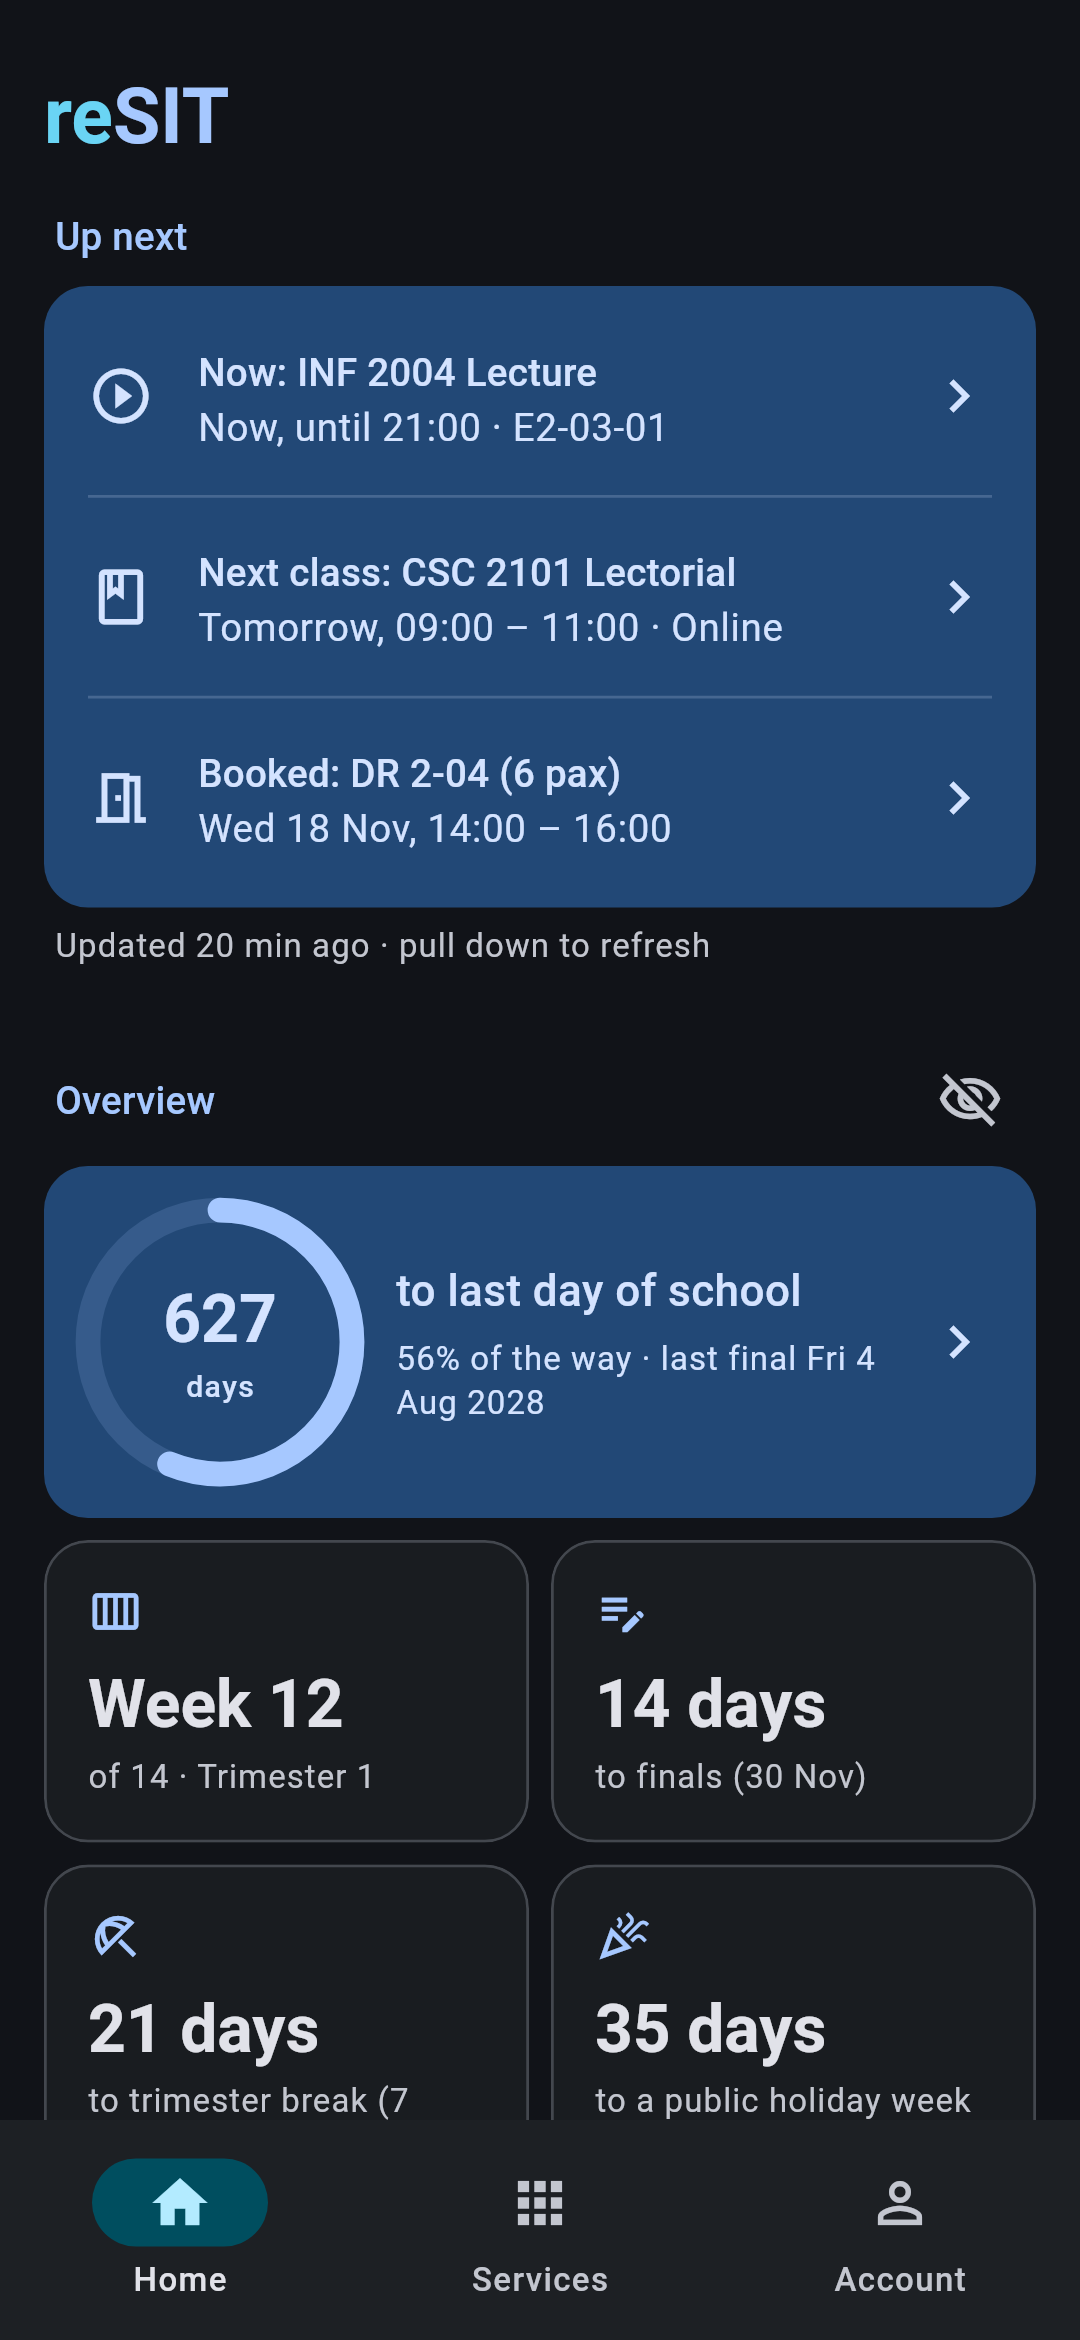 reSIT
Up next
Now: INF 2004 Lecture
Now, until 21:00 · E2-03-01
Next class: CSC 2101 Lectorial
Tomorrow, 09:00 – 11:00 · Online
Booked: DR 2-04 (6 pax)
Wed 18 Nov, 14:00 – 16:00
Updated 20 min ago · pull down to refresh
Overview
627
days
to last day of school
56% of the way · last final Fri 4
Aug 2028
Week 12
of 14 · Trimester 1
14 days
to finals (30 Nov)
21 days
to trimester break (7
35 days
to a public holiday week
Home
Services
Account